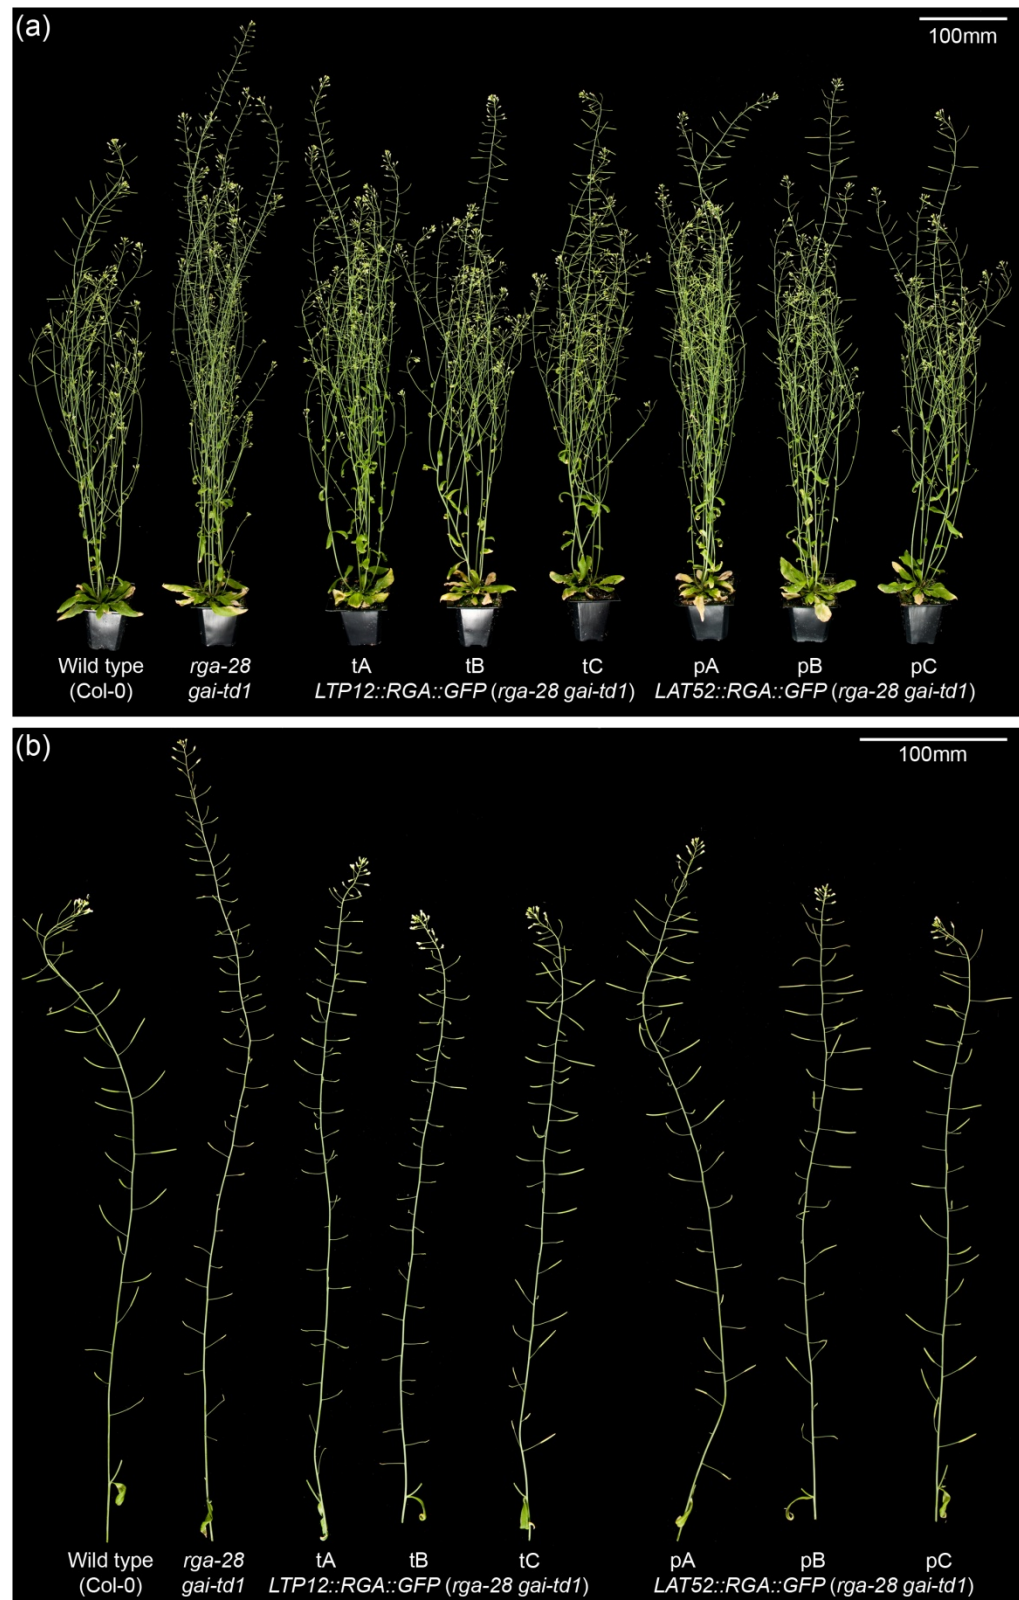 (a)
100mm
Wild type rga-28 tA tB tC pA pB pC
(Col-0) gai-td1 LTP12::RGA::GFP (rga-28 gai-td1) LAT52::RGA::GFP (rga-28 gai-td1)
(b)
100mm
Wild type rga-28 tA tB tC pA pB pC
(Col-0) gai-td1 LTP12::RGA::GFP (rga-28 gai-td1) LAT52::RGA::GFP (rga-28 gai-td1)